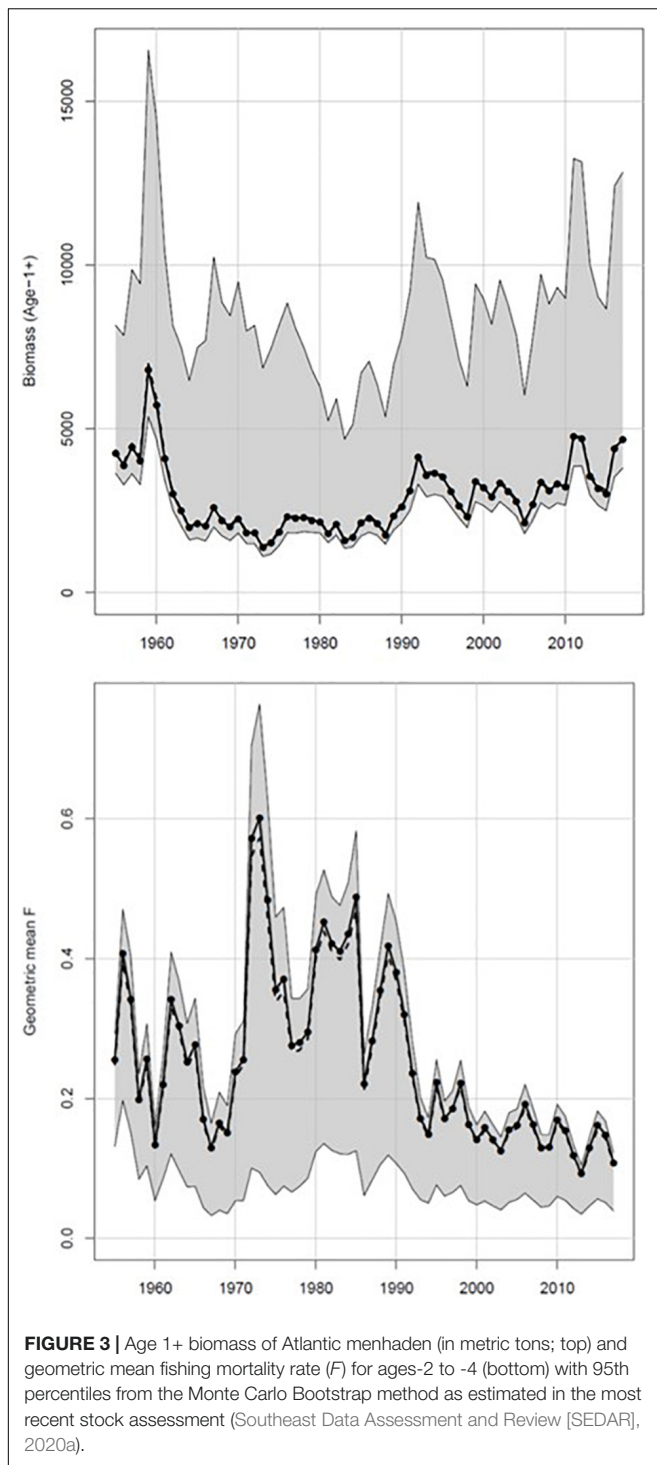 15000
10000
5000
0
Biomass (Age−1+)
1960 1970 1980 1990 2000 2010
0.6
0.4
0.2
0.0
Geometric mean F
1960 1970 1980 1990 2000 2010
FIGURE 3 | Age 1+ biomass of Atlantic menhaden (in metric tons; top) and
geometric mean fishing mortality rate (F) for ages-2 to -4 (bottom) with 95th
percentiles from the Monte Carlo Bootstrap method as estimated in the most
recent stock assessment (Southeast Data Assessment and Review [SEDAR],
2020a).